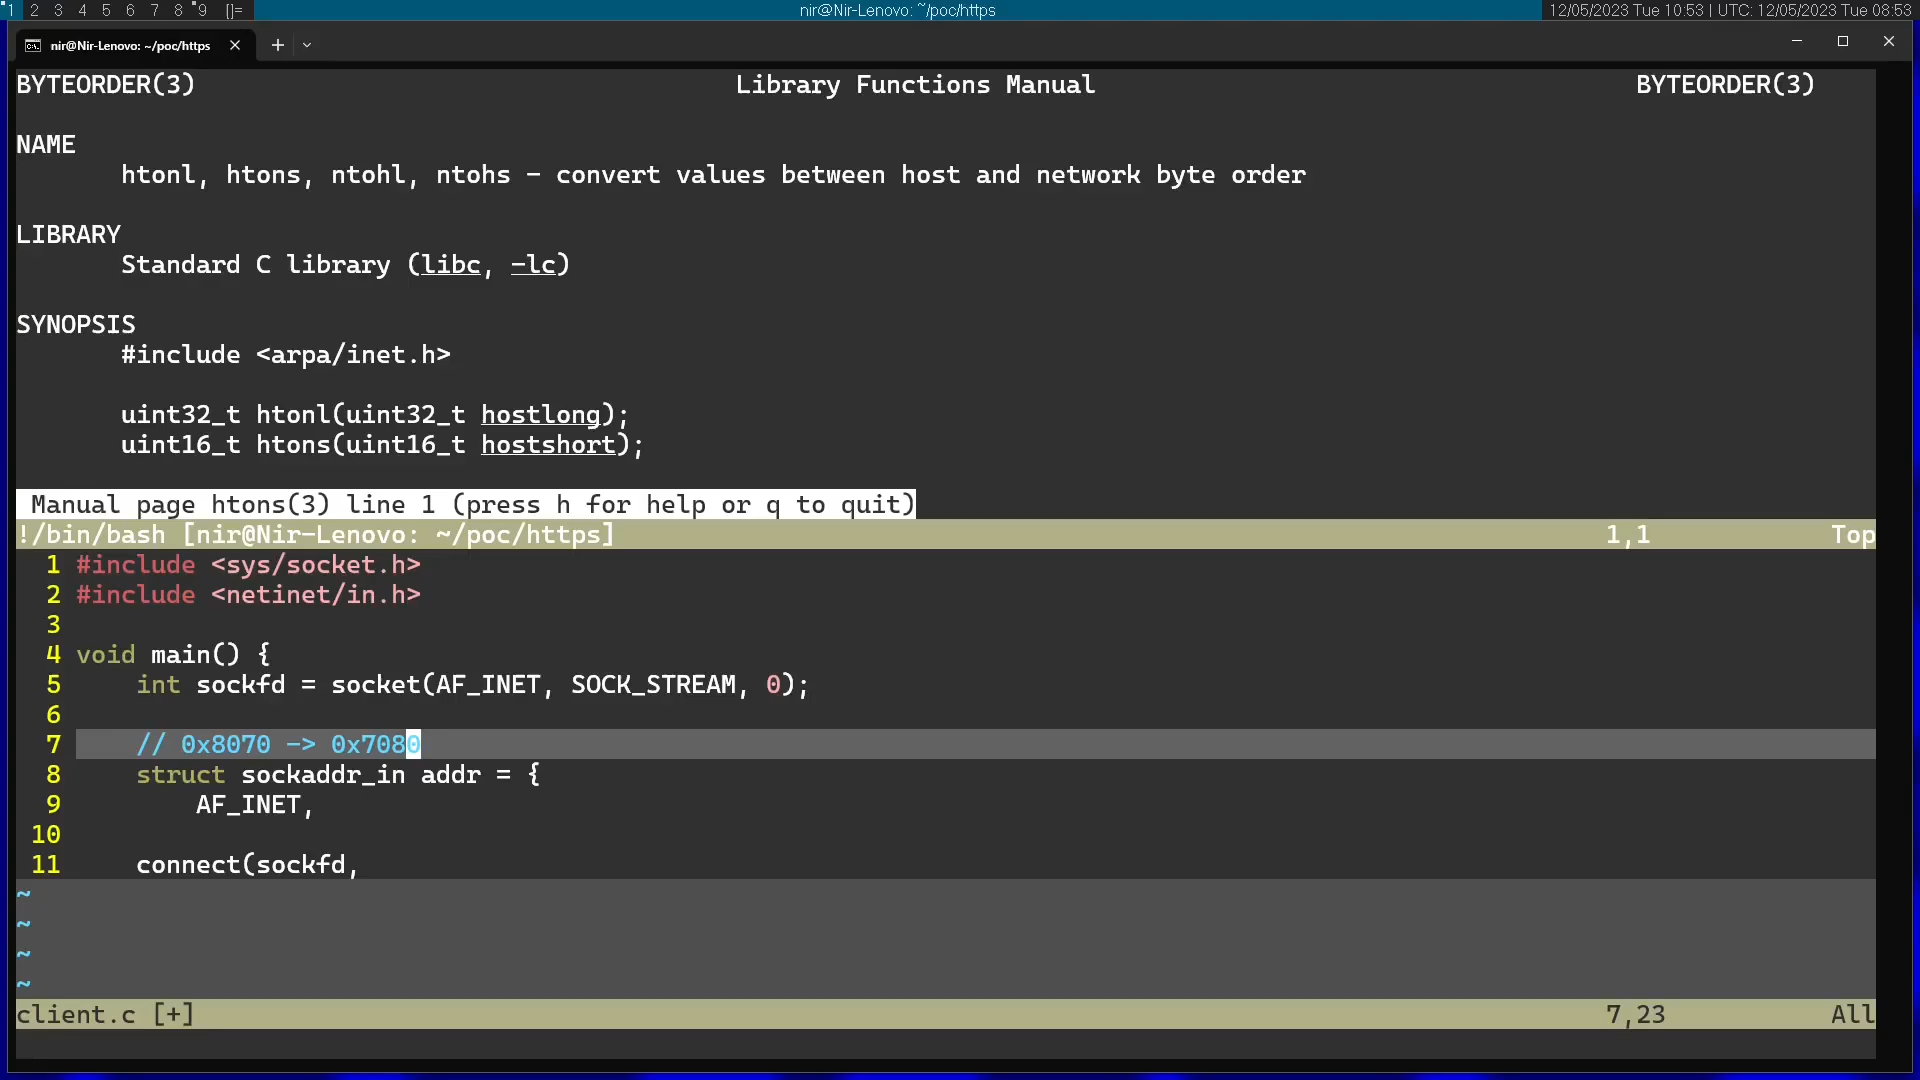 1 2 3 4 5 6 7 8 9 []= nir@Nir-Lenovo: ~/poc/https 12/05/2023 Tue 10:53 | UTC: 12/05/2023 Tue 08:53
nir@Nir-Lenovo: ~/poc/https
BYTEORDER(3) Library Functions Manual BYTEORDER(3)
NAME
htonl, htons, ntohl, ntohs - convert values between host and network byte order
LIBRARY
Standard C library (libc, -lc)
SYNOPSIS
#include <arpa/inet.h>
uint32_t htonl(uint32_t hostlong);
uint16_t htons(uint16_t hostshort);
Manual page htons(3) line 1 (press h for help or q to quit)
!/bin/bash [nir@Nir-Lenovo: ~/poc/https] 1,1 Top
1 #include <sys/socket.h>
2 #include <netinet/in.h>
3
4 void main() {
5 int sockfd = socket(AF_INET, SOCK_STREAM, 0);
6
7 // 0x8070 -> 0x7080
8 struct sockaddr_in addr = {
9 AF_INET,
10
11 connect(sockfd,
~
~
~
~
client.c [+] 7,23 All